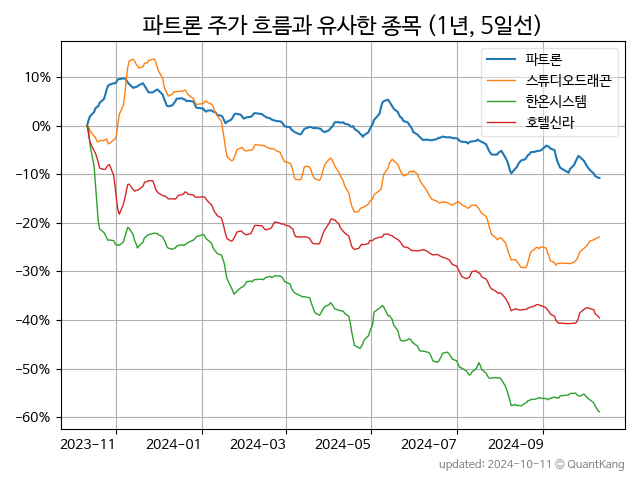 파트론 주가 흐름과 유사한 종목 (1년, 5일선)
파트론
스튜디오드래곤
한온시스템
호텔신라
10%
0%
−10%
−20%
−30%
−40%
−50%
−60%
2023-11
2024-01
2024-03
2024-05
2024-07
2024-09
updated: 2024-10-11 © QuantKang